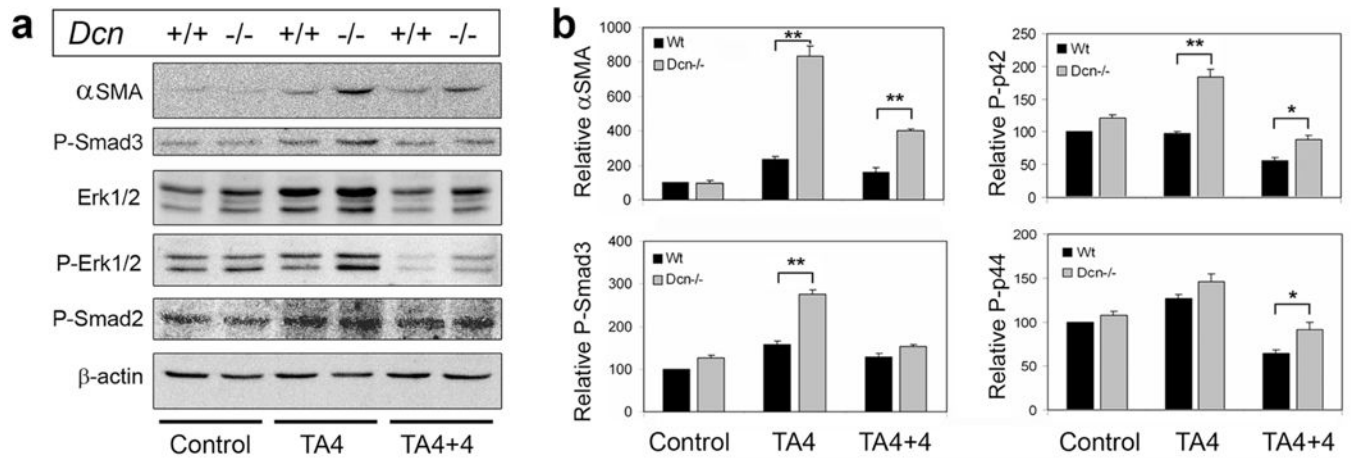 a
Dcn +/+ -/- +/+ -/- +/+ -/-
αSMA
P-Smad3
Erk1/2
P-Erk1/2
P-Smad2
β-actin
Control TA4 TA4+4
b
Relative αSMA
1000
800
600
400
200
0
Wt
Dcn-/-
**
**
Relative P-p42
250
200
150
100
50
0
Wt
Dcn-/-
**
*
Relative P-Smad3
400
300
200
100
0
Wt
Dcn-/-
**
Control TA4 TA4+4
Relative P-p44
200
150
100
50
0
Wt
Dcn-/-
*
Control TA4 TA4+4